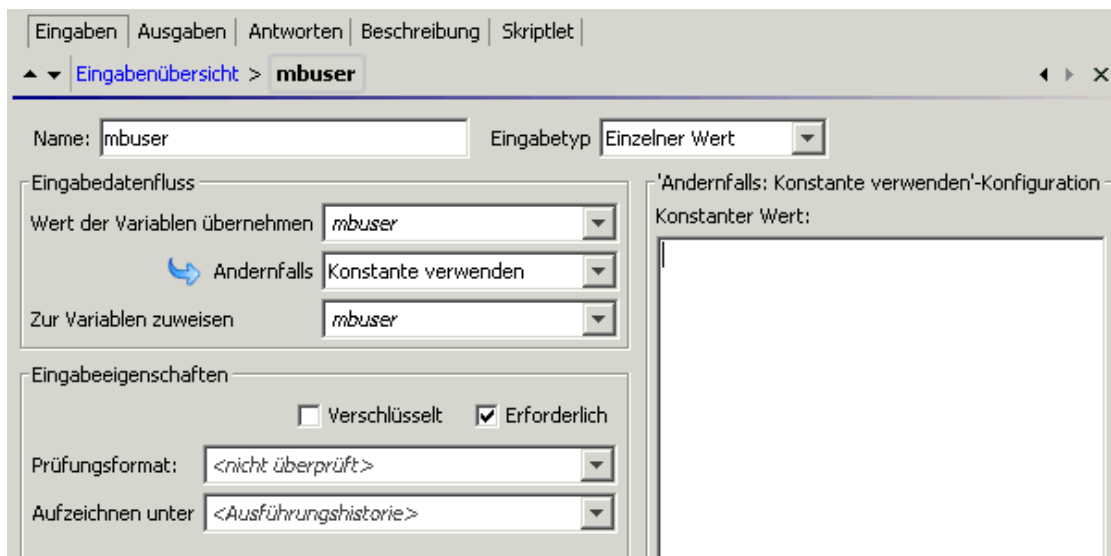 Eingaben | Ausgaben | Antworten | Beschreibung | Skriptlet |
Eingabenübersicht > mbuser
Name: mbuser Eingabetyp Einzelner Wert
Eingabedatenfluss
Wert der Variablen übernehmen mbuser
Andernfalls Konstante verwenden
Zur Variablen zuweisen mbuser
'Andernfalls: Konstante verwenden'-Konfiguration
Konstanter Wert:
Eingabeeigenschaften
Verschlüsselt Erforderlich
Prüfungsformat: <nicht überprüft>
Aufzeichnen unter <Ausführungshistorie>